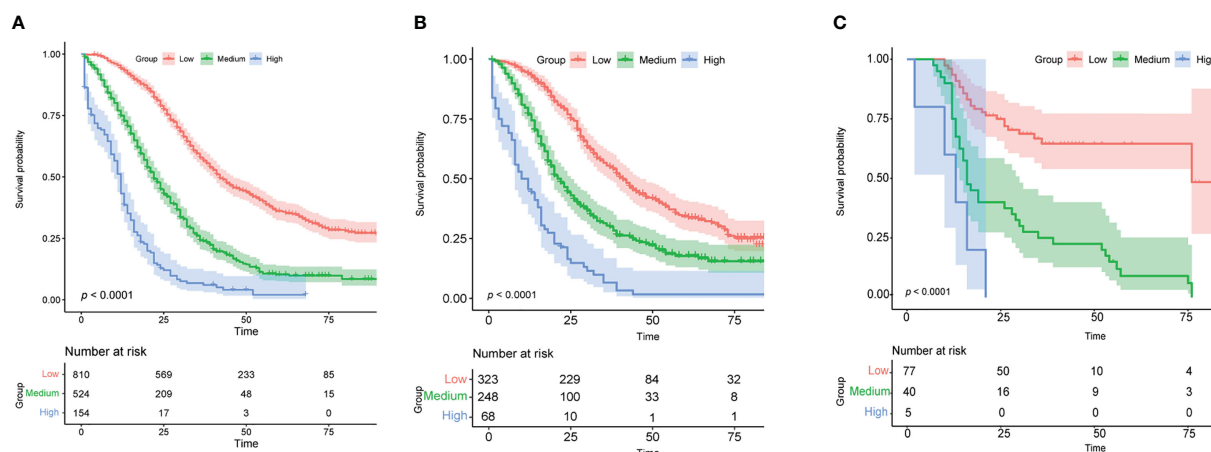 A
Group Low Medium High
1.00
0.75
0.50
0.25
0.00
Survival probability
p < 0.0001
0 25 50 75
Time
Number at risk
Group
Low 810 569 233 85
Medium 524 209 48 15
High 154 17 3 0
0 25 50 75
Time
B
Group Low Medium High
1.00
0.75
0.50
0.25
0.00
Survival probability
p < 0.0001
0 25 50 75
Time
Number at risk
Group
Low 323 229 84 32
Medium 248 100 33 8
High 68 10 1 1
0 25 50 75
Time
C
Group Low Medium Hig
1.00
0.75
0.50
0.25
0.00
Survival probability
p < 0.0001
0 25 50 75
Time
Number at risk
Group
Low 77 50 10 4
Medium 40 16 9 3
High 5 0 0 0
0 25 50 75
Time